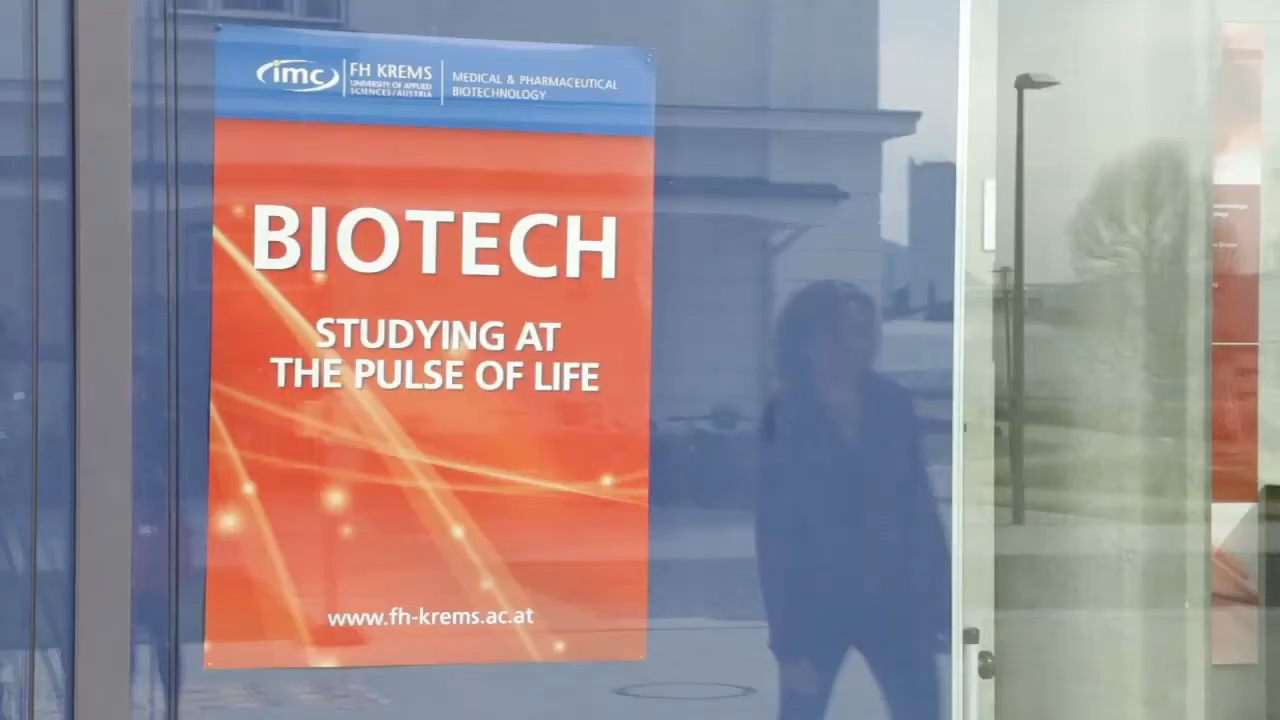 imc
FH KREMS
UNIVERSITY OF APPLIED
SCIENCES/AUSTRIA
MEDICAL & PHARMACEUTICAL
BIOTECHNOLOGY
BIOTECH
STUDYING AT
THE PULSE OF LIFE
www.fh-krems.ac.at